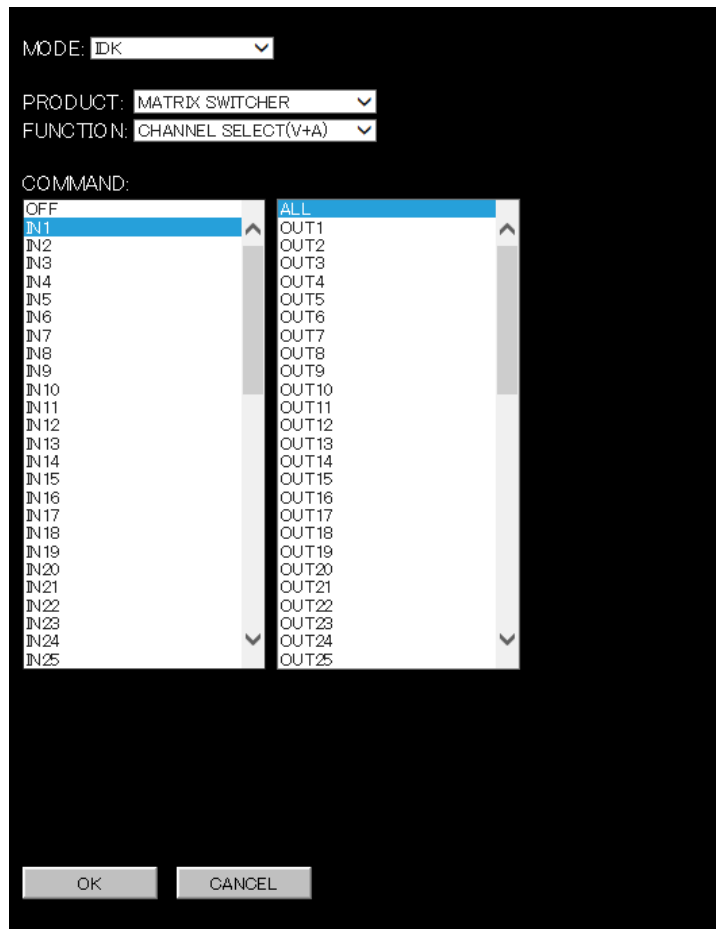 MODE: IDK
PRODUCT: MATRIX SWITCHER
FUNCTION: CHANNEL SELECT(V+A)
COMMAND:
OFF
IN1
IN2
IN3
IN4
IN5
IN6
IN7
IN8
IN9
IN10
IN11
IN12
IN13
IN14
IN15
IN16
IN17
IN18
IN19
IN20
IN21
IN22
IN23
IN24
IN25
ALL
OUT1
OUT2
OUT3
OUT4
OUT5
OUT6
OUT7
OUT8
OUT9
OUT10
OUT11
OUT12
OUT13
OUT14
OUT15
OUT16
OUT17
OUT18
OUT19
OUT20
OUT21
OUT22
OUT23
OUT24
OUT25
OK CANCEL